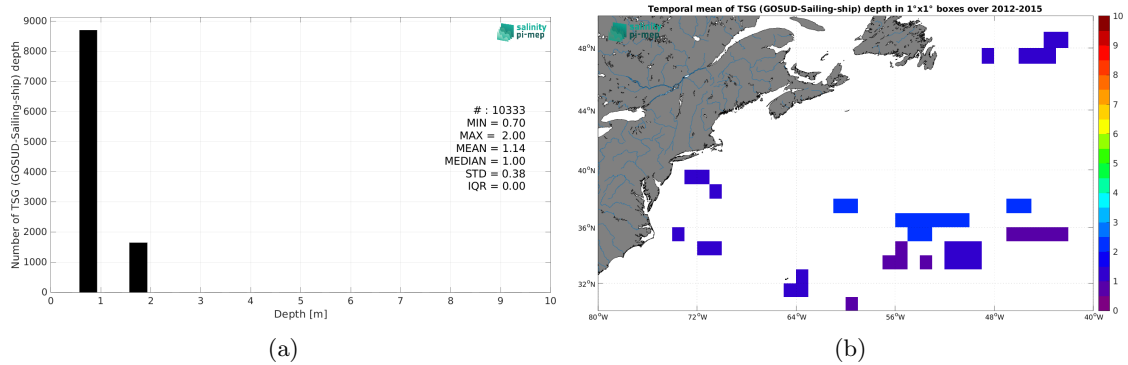 salinity
pi-mep
Number of TSG (GOSUD-Sailing-ship) depth
9000
8000
7000
6000
5000
4000
3000
2000
1000
0
# : 10333
MIN = 0.70
MAX = 2.00
MEAN = 1.14
MEDIAN = 1.00
STD = 0.38
IQR = 0.00
0 1 2 3 4 5 6 7 8 9 10
Depth [m]
(a)
Temporal mean of TSG (GOSUD-Sailing-ship) depth in 1°x1° boxes over 2012-2015
salinity
pi-mep
48°N
44°N
40°N
36°N
32°N
80°W 72°W 64°W 56°W 48°W 40°W
10
9
8
7
6
5
4
3
2
1
0
(b)